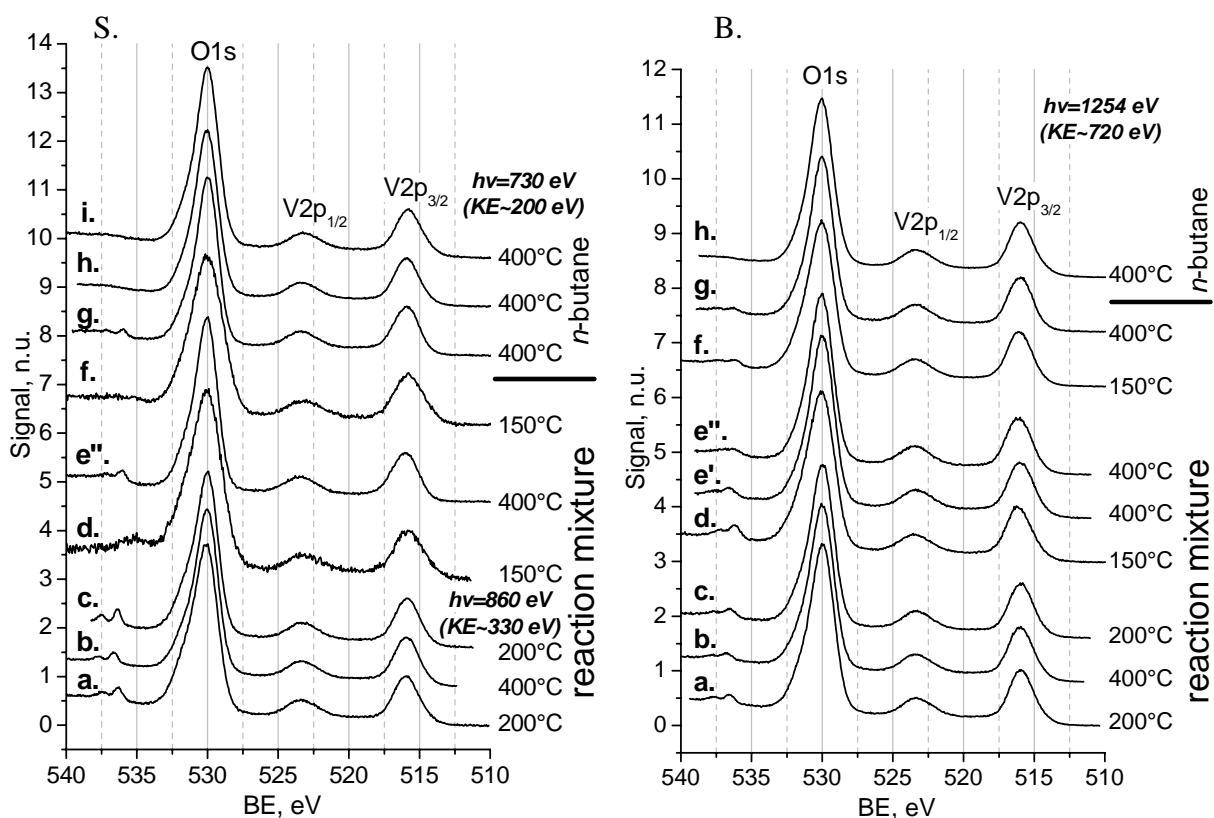 S.
14
13
12
11
10
9
8
7
6
5
4
3
2
1
0
Signal, n.u.
O1s
V2p1/2
V2p3/2
hν=730 eV
(KE~200 eV)
i. 400°C
h. 400°C
g. 400°C
f. 150°C
e''. 400°C
d. 150°C
c. 200°C
b. 400°C
a. 200°C
hν=860 eV
(KE~330 eV)
n-butane
reaction mixture
540 535 530 525 520 515 510
BE, eV
B.
12
11
10
9
8
7
6
5
4
3
2
1
0
Signal, n.u.
O1s
V2p1/2
V2p3/2
hν=1254 eV
(KE~720 eV)
h. 400°C
g. 400°C
f. 150°C
e''. 400°C
e'. 400°C
d. 150°C
c. 200°C
b. 400°C
a. 200°C
n-butane
reaction mixture
540 535 530 525 520 515 510
BE, eV